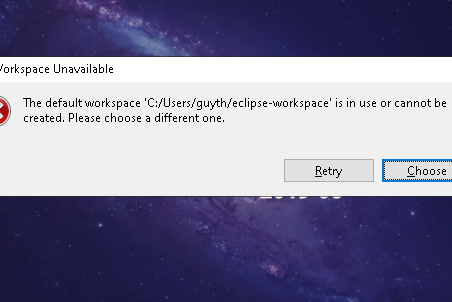 Workspace Unavailable
The default workspace 'C:/Users/guyth/eclipse-workspace' is in use or cannot be
created. Please choose a different one.
Retry
Choose